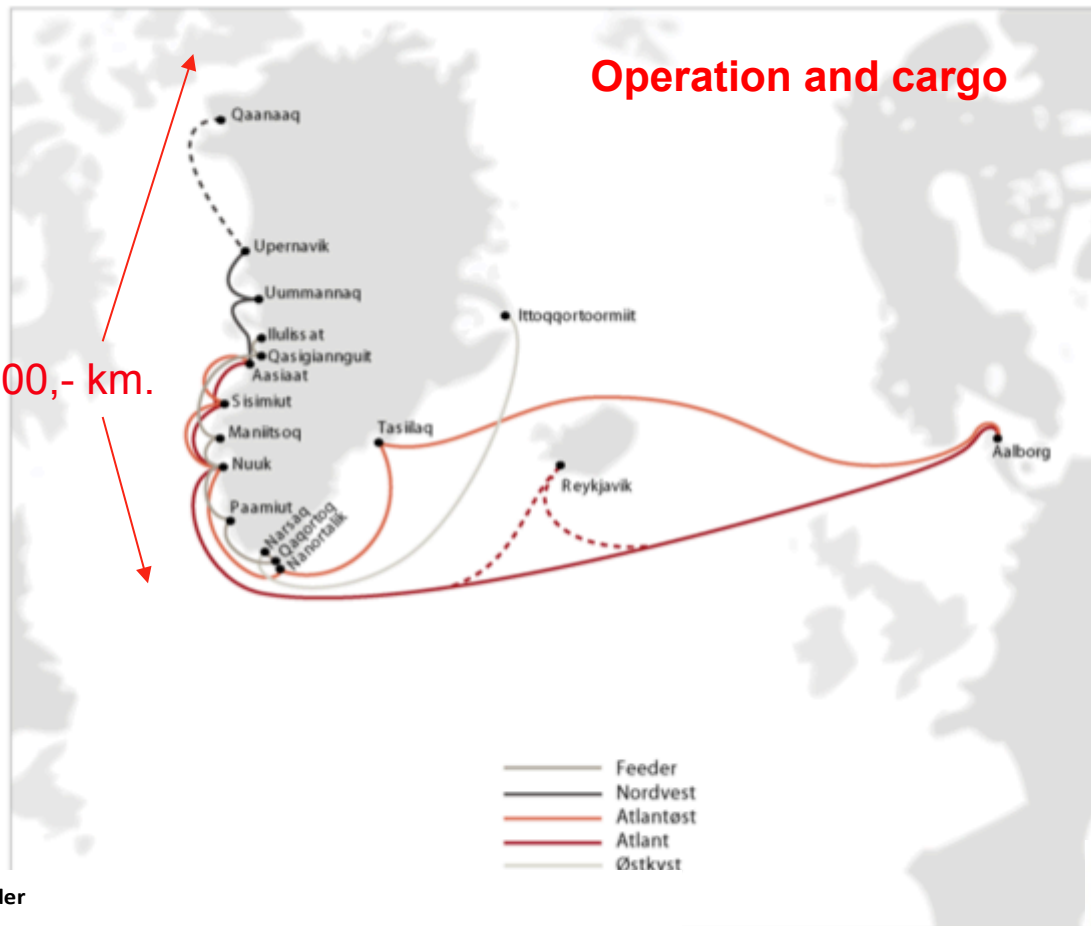 Operation and cargo
Qaanaaq
Upernavik
Uummannaq
Ittoqqortoormiit
Ilulissat
Qasigiannguit
00,- km.
Aasiaat
Sisimiut
Tasiilaq
Maniitsoq
Aalborg
Nuuk
Reykjavik
Paamiut
Narsaq
Qaqortoq
Nanortalik
Feeder
Nordvest
Atlantøst
Atlant
Østkyst
ler